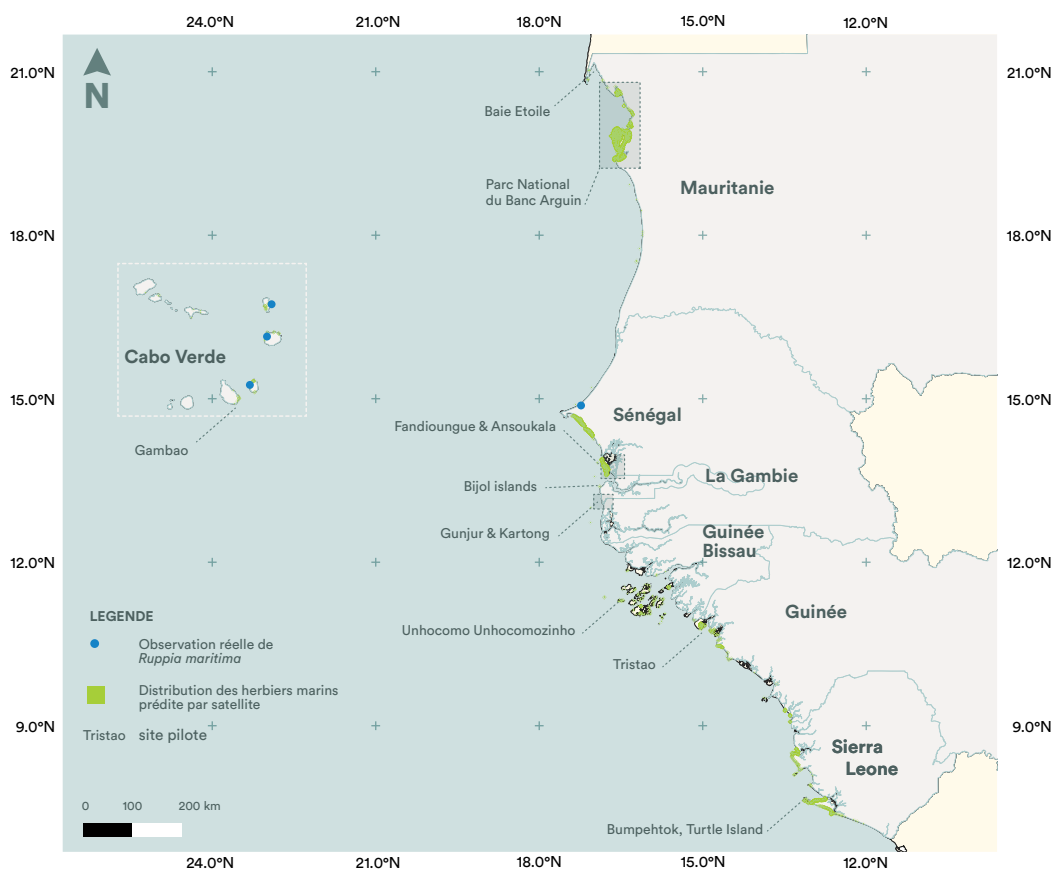 24.0°N
21.0°N
18.0°N
15.0°N
12.0°N
21.0°N
21.0°N
N
Baie Etoile
Parc National
du Banc Arguin
Mauritanie
18.0°N
18.0°N
Cabo Verde
15.0°N
15.0°N
Gambao
Fandioungue & Ansoukala
Sénégal
Bijol islands
La Gambie
Gunjur & Kartong
Guinée
Bissau
12.0°N
12.0°N
LEGENDE
Observation réelle de
Ruppia maritima
Distribution des herbiers marins
prédite par satellite
Tristao site pilote
Unhocomo Unhocomozinho
Guinée
Tristao
9.0°N
9.0°N
Sierra
Leone
0 100 200 km
Bumpehtok, Turtle Island
24.0°N
21.0°N
18.0°N
15.0°N
12.0°N